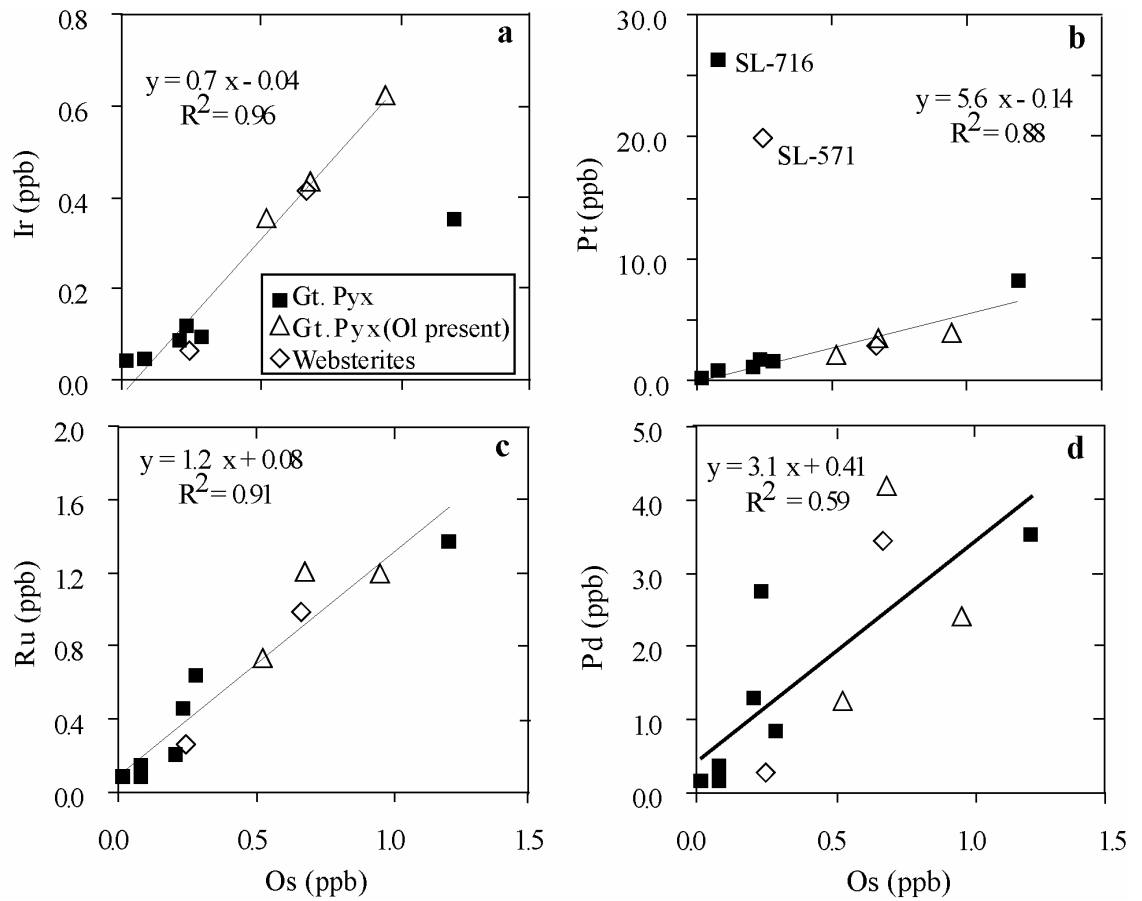 a
0.8
0.6
0.4
0.2
0.0
Ir (ppb)
y = 0.7 x - 0.04
R2 = 0.96
Gt. Pyx
Gt. Pyx (Ol present)
Websterites
b
30.0
20.0
10.0
0.0
Pt (ppb)
SL-716
SL-571
y = 5.6 x - 0.14
R2 = 0.88
c
2.0
1.6
1.2
0.8
0.4
0.0
Ru (ppb)
y = 1.2 x + 0.08
R2 = 0.91
0.0 0.5 1.0 1.5
Os (ppb)
d
5.0
4.0
3.0
2.0
1.0
0.0
Pd (ppb)
y = 3.1 x + 0.41
R2 = 0.59
0.0 0.5 1.0 1.5
Os (ppb)